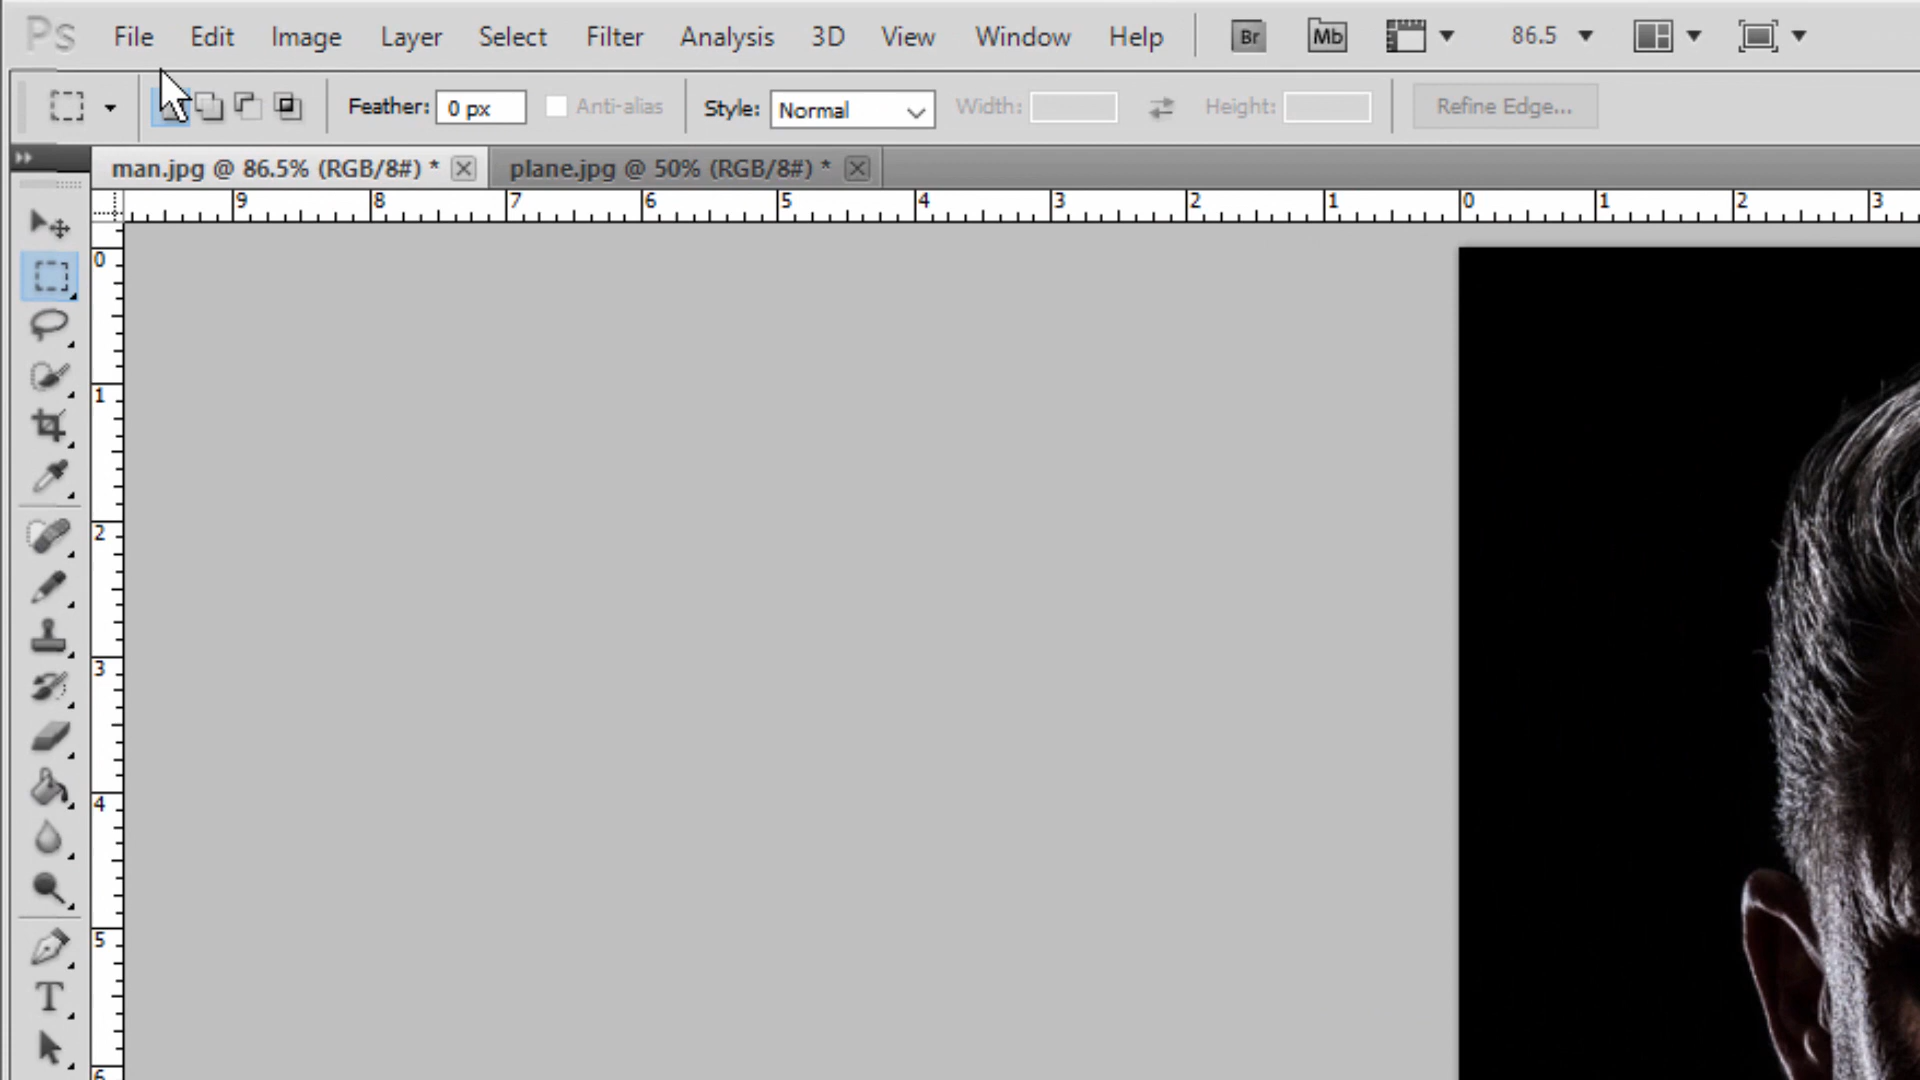 Ps File Edit Image Layer Select Filter Analysis 3D View Window Help Br Mb 86.5
Feather: 0 px Anti-alias Style: Normal Width: Height: Refine Edge...
man.jpg @ 86.5% (RGB/8#) * plane.jpg @ 50% (RGB/8#) *
9 8 7 6 5 4 3 2 1 0 1 2 3
0
1
2
3
4
5
T
6